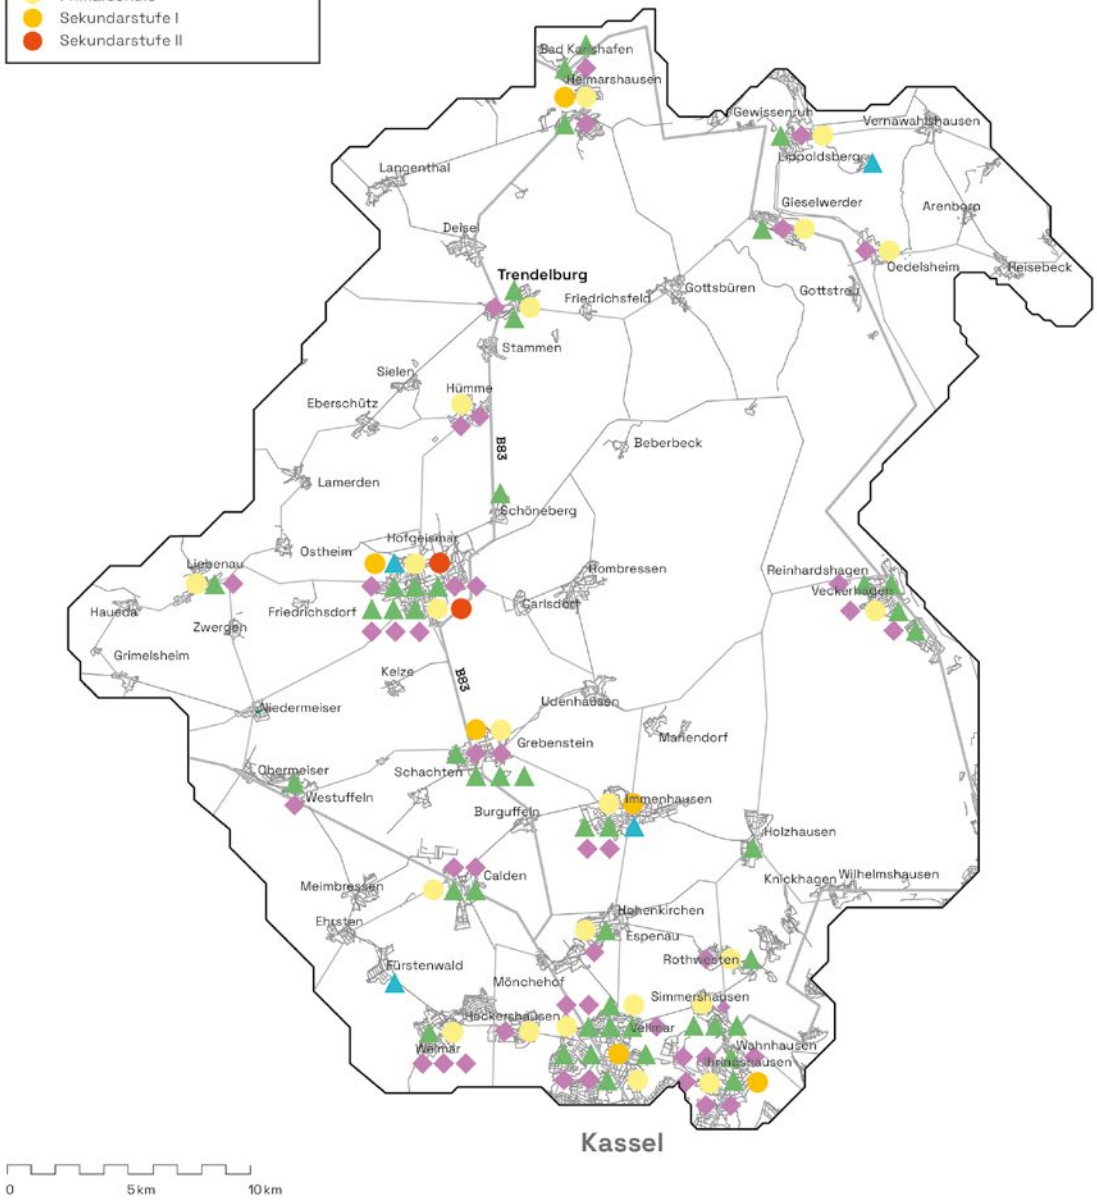 Sekundarstufe I
Sekundarstufe II
Bad Karlshafen
Helmarshausen
Gewissenruh
Vernawahlshausen
Lippoldsberg
Langenthal
Gieselwerder
Arenborn
Deisel
Oedelsheim
Heisebeck
Trendelburg
Friedrichsfeld
Gottsbüren
Gottstreu
Stammen
Sielen
Hümme
Eberschütz
B83
Beberbeck
Lamerden
Schöneberg
Hofgeismar
Ostheim
Liebenau
Hombressen
Reinhardshagen
Veckerhagen
Haueda
Friedrichsdorf
Carlsdorf
Zwergen
Grimelsheim
Kelze
B83
Udenhausen
Niedermeiser
Mariendorf
Grebenstein
Obermeiser
Schachten
Westuffeln
Immenhausen
Burguffeln
Holzhausen
Calden
Meimbressen
Knickhagen
Wilhelmshausen
Hohenkirchen
Ehrsten
Espenau
Rothwesten
Fürstenwald
Mönchehof
Simmershausen
Heckershausen
Vellmar
Weimar
Wahnhausen
Ihringshausen
Kassel
0
5 km
10 km